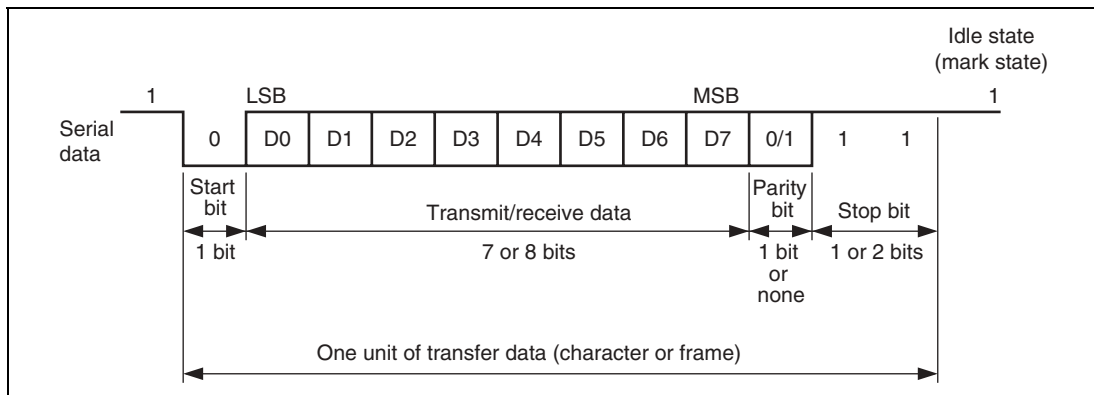 Idle state
(mark state)
1 LSB MSB 1
Serial
data
0 D0 D1 D2 D3 D4 D5 D6 D7 0/1 1 1
Start
bit
Transmit/receive data
Parity
bit
Stop bit
1 bit
7 or 8 bits
1 bit
or
none
1 or 2 bits
One unit of transfer data (character or frame)